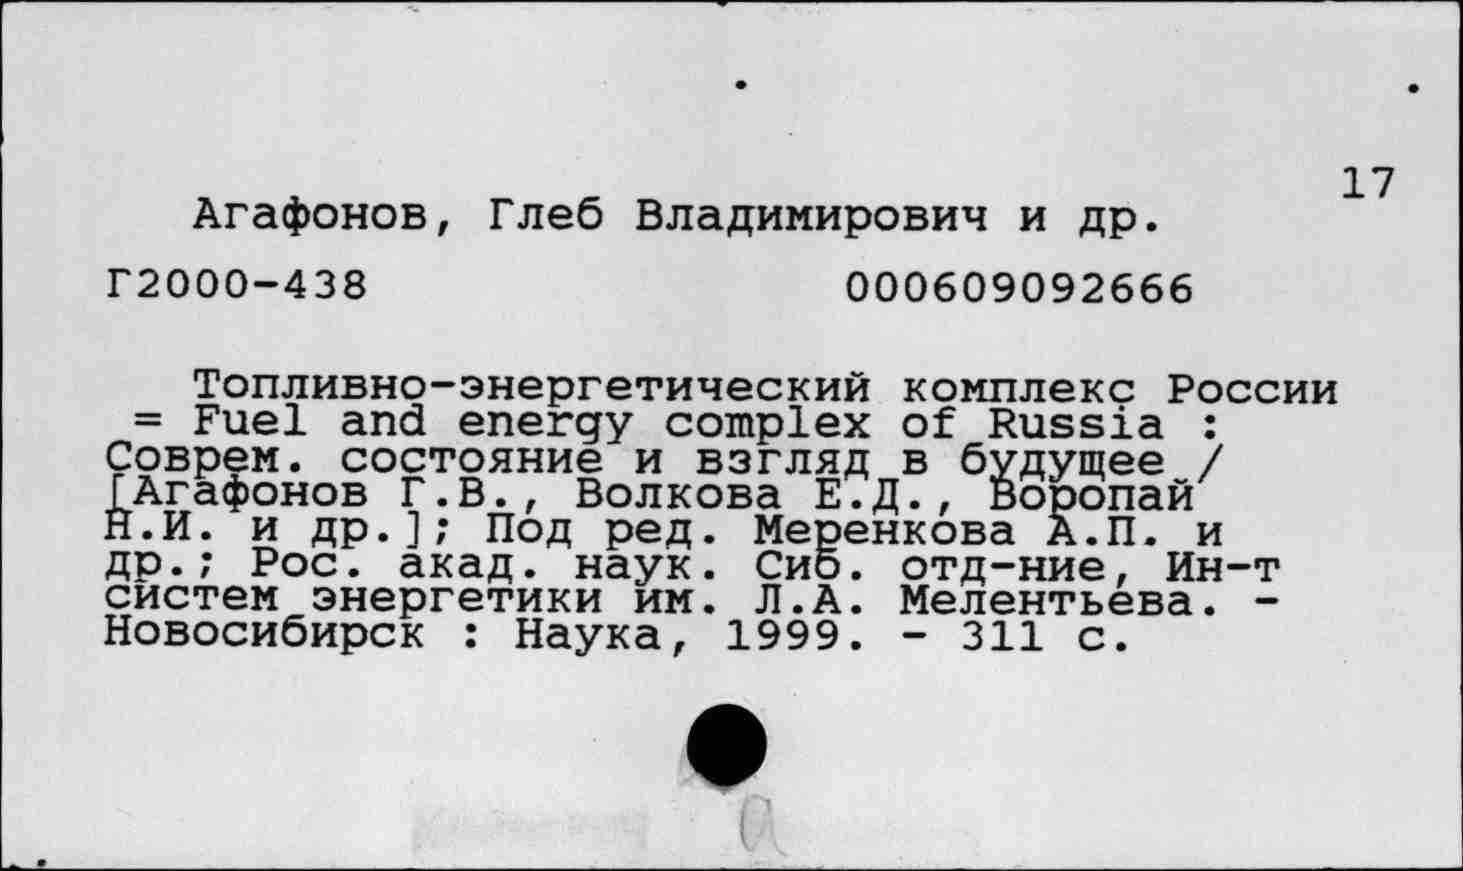 17
Агафонов, Глеб Владимирович и др.
Г2000-438 000609092666
Топливно-энергетический комплекс России
= Fuel and energy complex of Russia :
Соврем. состояние и взгляд в будущее /
[Агафонов Г.В., Волкова Е.Д., Воропай
Н.И. и др.]; Под ред. Меренкова А.П. и
др.; Рос. акад. наук. Сиб. отд-ние, Ин-т
систем энергетики им. Л.А. Мелентьева. -
Новосибирск : Наука, 1999. - 311 с.